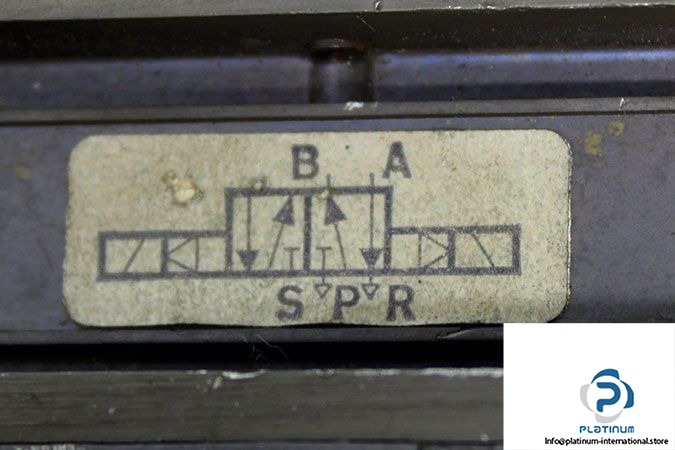 B A
S P R
PLATINUM
Info@platinum-international.store